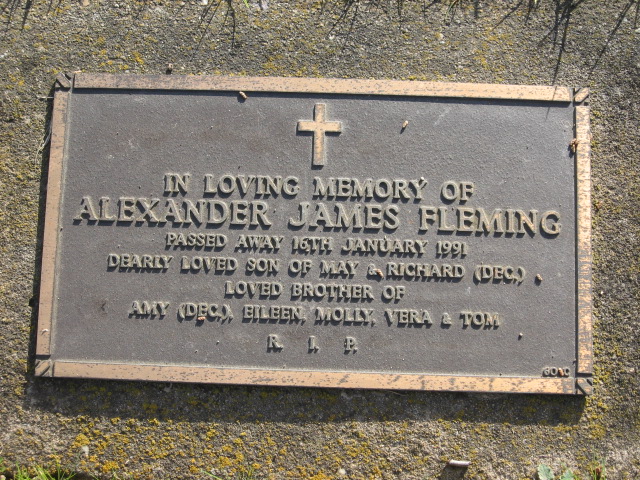 IN LOVING MEMORY OF
ALEXANDER JAMES FLEMING
PASSED AWAY 16TH JANUARY 1991
DEARLY LOVED SON OF MAY & RICHARD (DEC.)
LOVED BROTHER OF
AMY (DEC.), EILEEN, MOLLY, VERA & TOM
R. I. P.